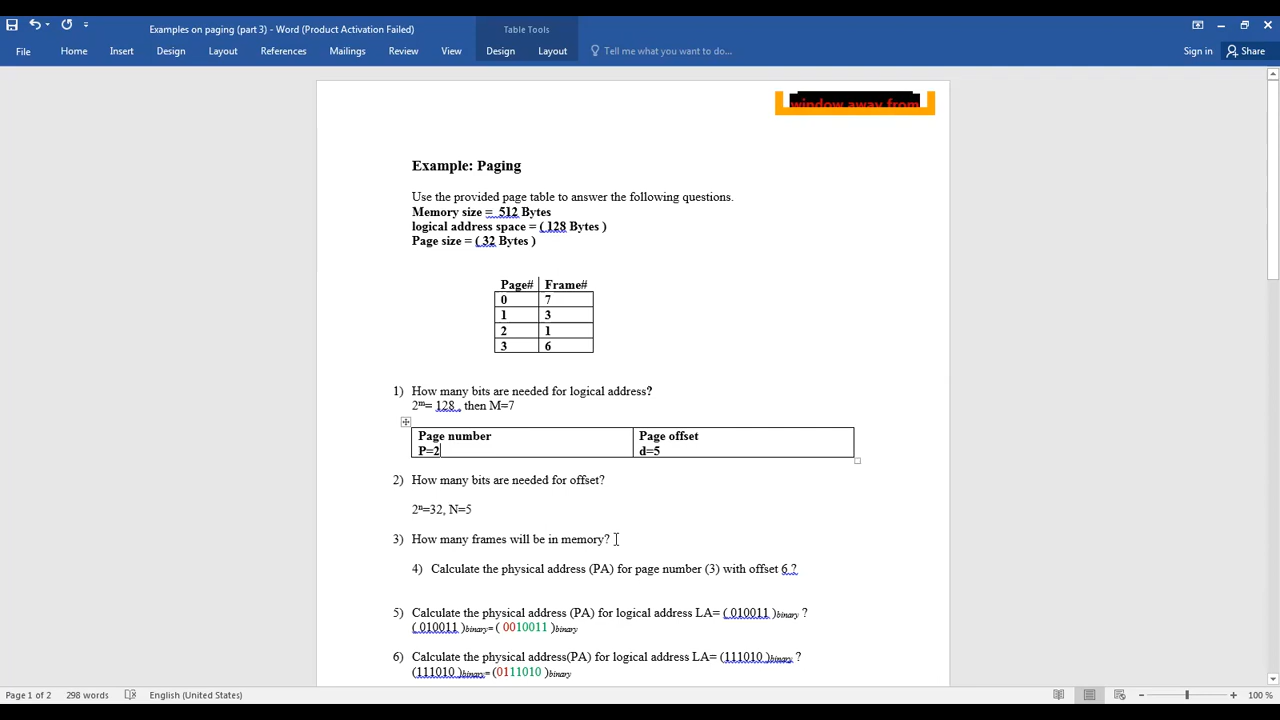 Examples on paging (part 3) - Word (Product Activation Failed)
Table Tools
File Home Insert Design Layout References Mailings Review View Design Layout Tell me what you want to do... Sign in Share
window away from
Example: Paging
Use the provided page table to answer the following questions.
Memory size = 512 Bytes
logical address space = ( 128 Bytes )
Page size = ( 32 Bytes )
Page# Frame#
0 7
1 3
2 1
3 6
1) How many bits are needed for logical address?
2ᵐ= 128 , then M=7
Page number Page offset
P=2 d=5
2) How many bits are needed for offset?
2ⁿ=32, N=5
3) How many frames will be in memory?
4) Calculate the physical address (PA) for page number (3) with offset 6 ?
5) Calculate the physical address (PA) for logical address LA= ( 010011 )binary ?
( 010011 )binary= ( 0010011 )binary
6) Calculate the physical address(PA) for logical address LA= (111010 )binary ?
(111010 )binary= (0111010 )binary
Page 1 of 2 298 words English (United States) 100 %